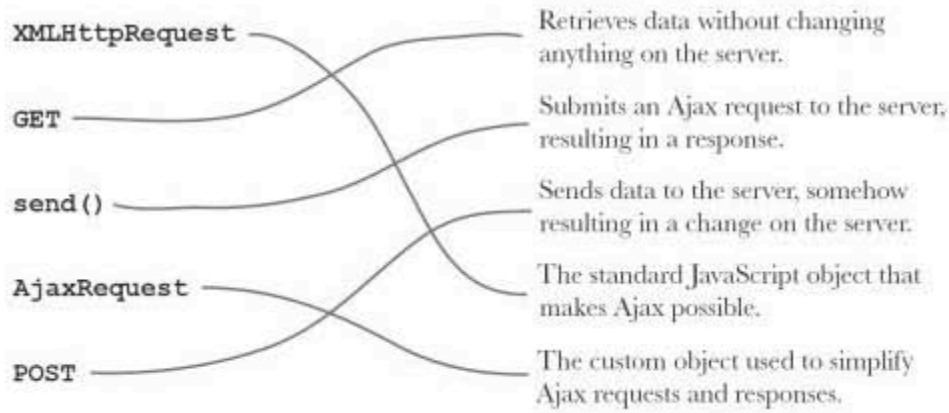 XMLHttpRequest
GET
send()
AjaxRequest
POST
Retrieves data without changing
anything on the server.
Submits an Ajax request to the server,
resulting in a response.
Sends data to the server, somehow
resulting in a change on the server.
The standard JavaScript object that
makes Ajax possible.
The custom object used to simplify
Ajax requests and responses.